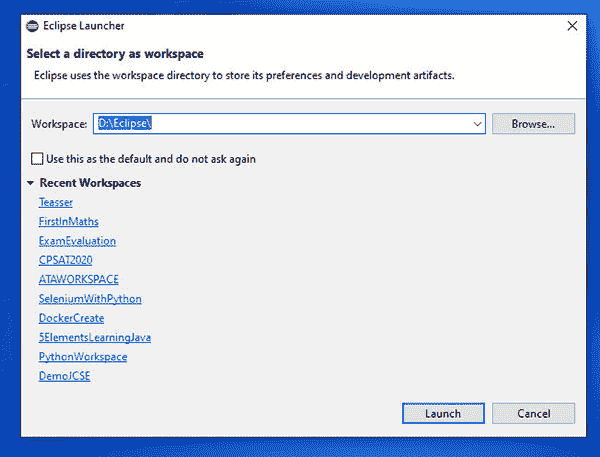 Eclipse Launcher
Select a directory as workspace
Eclipse uses the workspace directory to store its preferences and development artifacts.
Workspace: D:\Eclipse\ Browse...
Use this as the default and do not ask again
Recent Workspaces
Teasser
FirstInMaths
ExamEvaluation
CPSAT2020
ATAWORKSPACE
SeleniumWithPython
DockerCreate
5ElementsLearningJava
PythonWorkspace
DemoJCSE
Launch Cancel